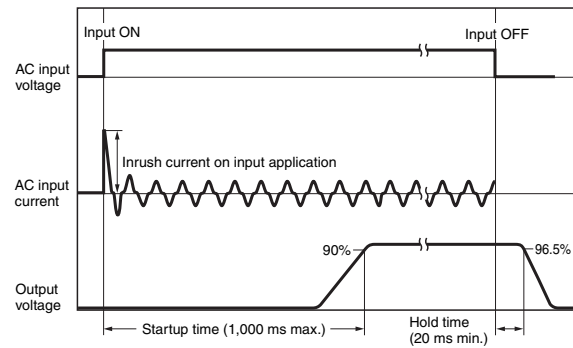 Input ON
Input OFF
AC input
voltage
Inrush current on input application
AC input
current
90%
96.5%
Output
voltage
Startup time (1,000 ms max.)
Hold time
(20 ms min.)